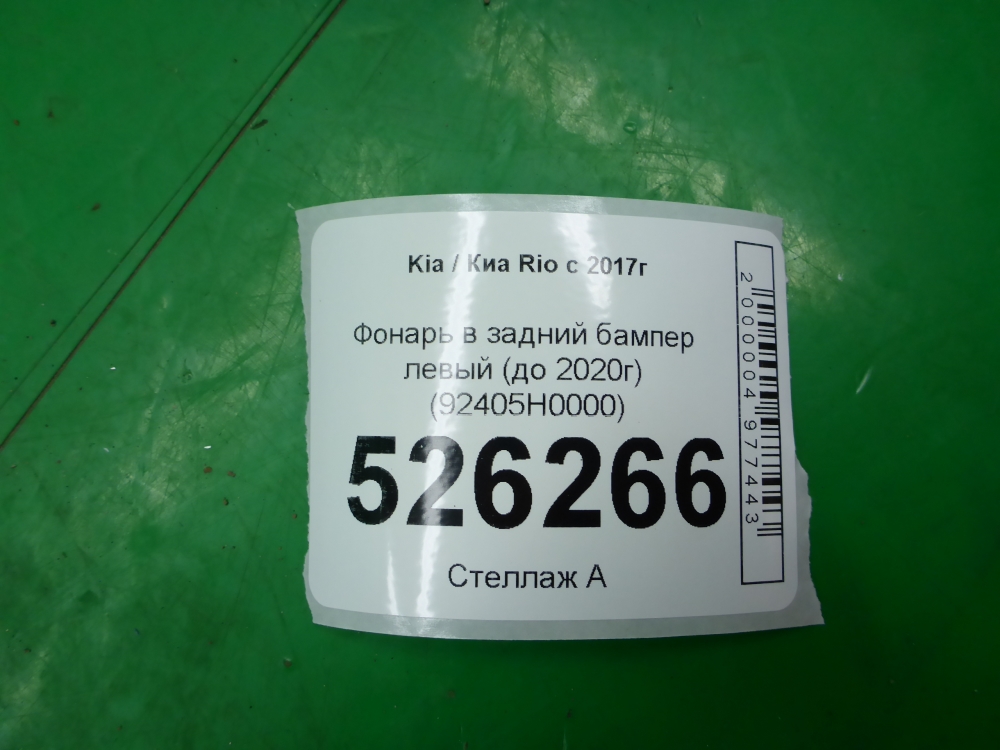 Kia / Киа Rio с 2017г
Фонарь в задний бампер
левый (до 2020г)
(92405H0000)
526266
Стеллаж А
2000004977443